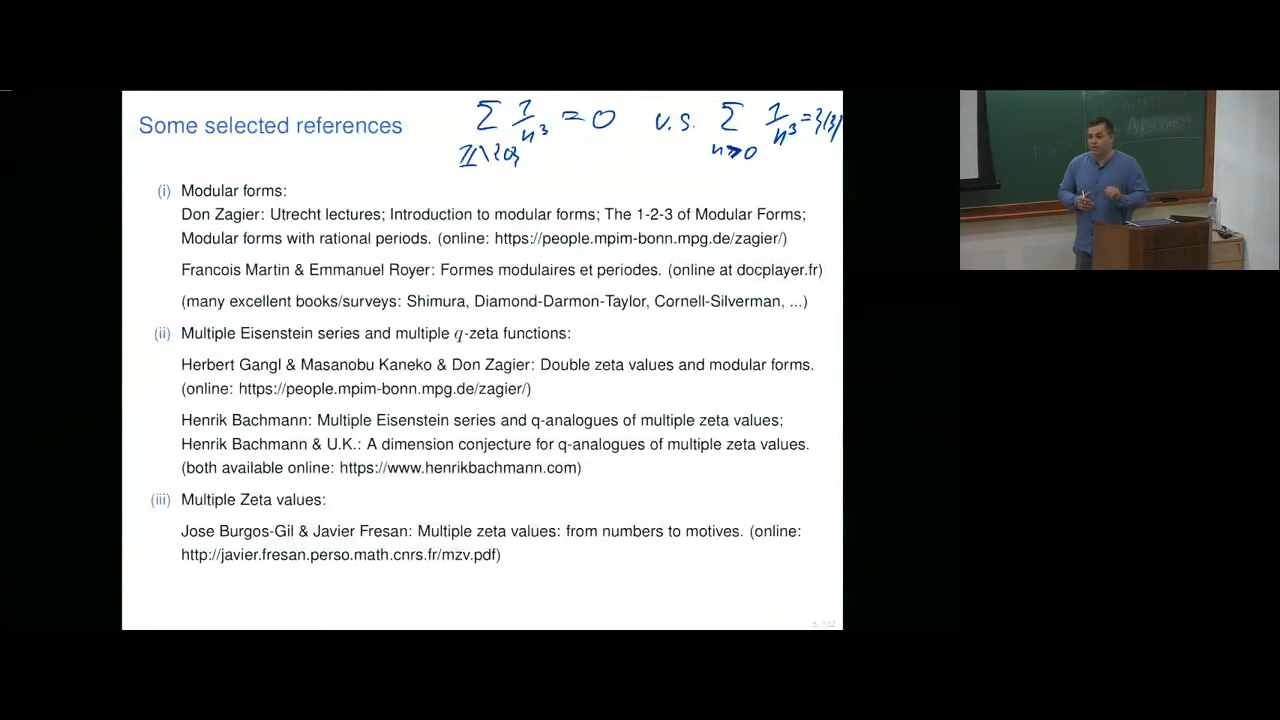 Some selected references
∑ 1/n³ = 0 v.s. ∑ 1/n³ = ζ(3)
ℤ\{0} n>0
(i) Modular forms:
Don Zagier: Utrecht lectures; Introduction to modular forms; The 1-2-3 of Modular Forms;
Modular forms with rational periods. (online: https://people.mpim-bonn.mpg.de/zagier/)
Francois Martin & Emmanuel Royer: Formes modulaires et periodes. (online at docplayer.fr)
(many excellent books/surveys: Shimura, Diamond-Darmon-Taylor, Cornell-Silverman, ...)
(ii) Multiple Eisenstein series and multiple q-zeta functions:
Herbert Gangl & Masanobu Kaneko & Don Zagier: Double zeta values and modular forms.
(online: https://people.mpim-bonn.mpg.de/zagier/)
Henrik Bachmann: Multiple Eisenstein series and q-analogues of multiple zeta values;
Henrik Bachmann & U.K.: A dimension conjecture for q-analogues of multiple zeta values.
(both available online: https://www.henrikbachmann.com)
(iii) Multiple Zeta values:
Jose Burgos-Gil & Javier Fresan: Multiple zeta values: from numbers to motives. (online:
http://javier.fresan.perso.math.cnrs.fr/mzv.pdf)
5 / 132